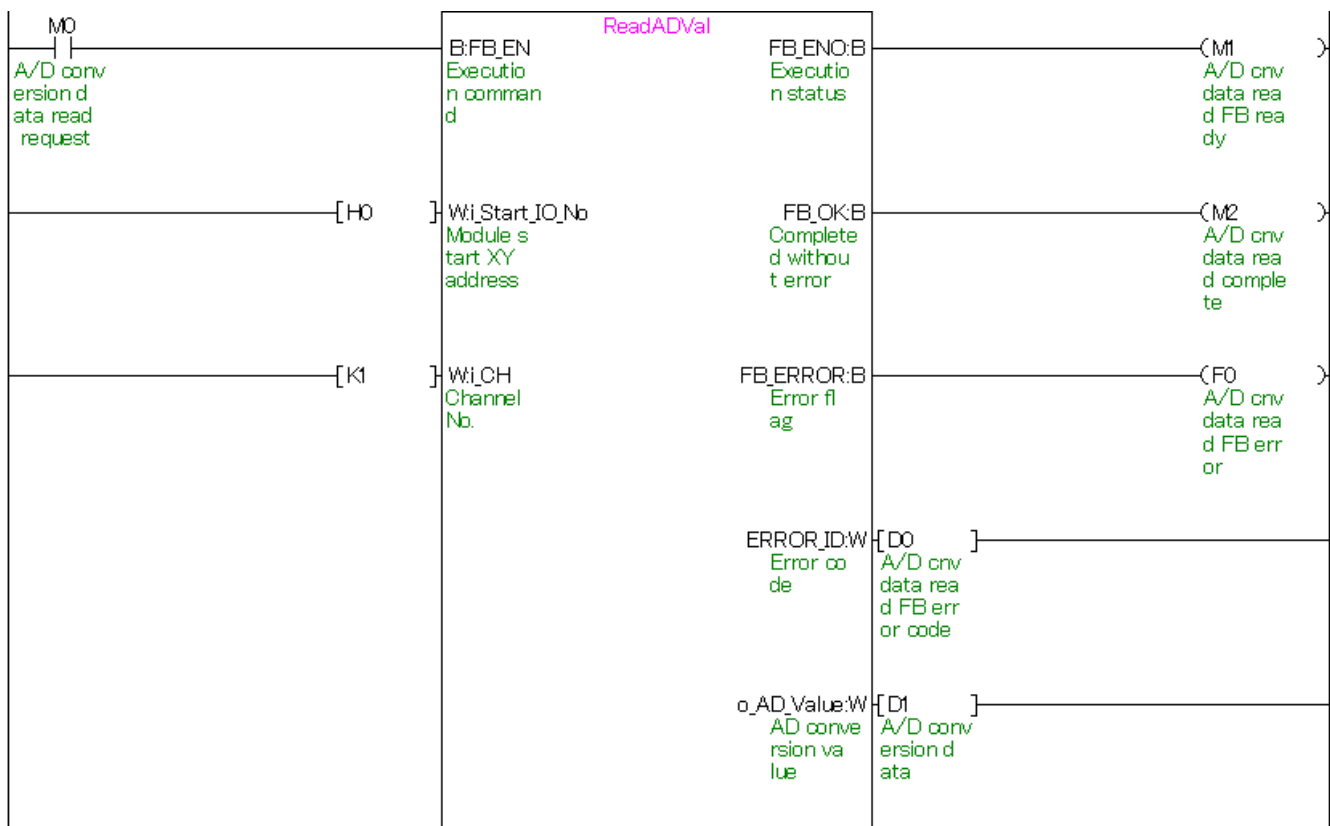 M0
A/D conv
ersion d
ata read
request
ReadADVal
B:FB_EN
Executio
n comman
d
FB_ENO:B
Executio
n status
M1
A/D cnv
data rea
d FB rea
dy
H0
W:i_Start_IO_No
Module s
tart XY
address
FB_OK:B
Complete
d withou
t error
M2
A/D cnv
data rea
d comple
te
K1
W:i_CH
Channel
No.
FB_ERROR:B
Error fl
ag
F0
A/D cnv
data rea
d FB err
or
ERROR_ID:W
Error co
de
D0
A/D cnv
data rea
d FB err
or code
o_AD_Value:W
AD conve
rsion va
lue
D1
A/D conv
ersion d
ata